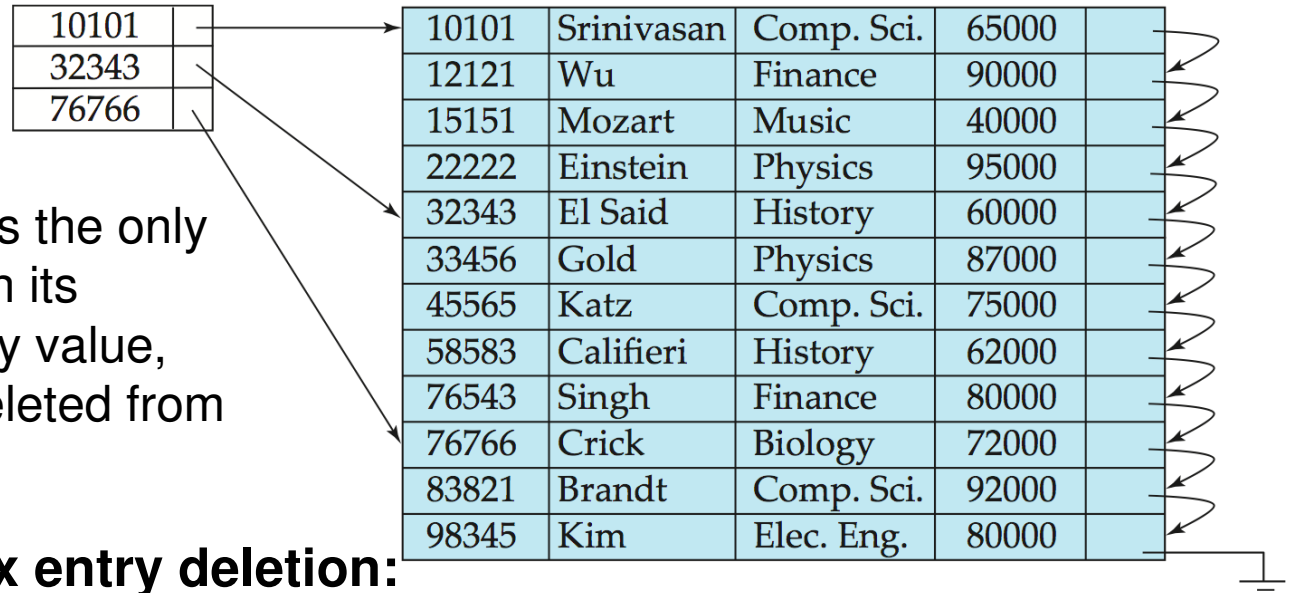 10101
32343
76766
10101 Srinivasan Comp. Sci. 65000
12121 Wu Finance 90000
15151 Mozart Music 40000
22222 Einstein Physics 95000
32343 El Said History 60000
33456 Gold Physics 87000
45565 Katz Comp. Sci. 75000
58583 Califieri History 62000
76543 Singh Finance 80000
76766 Crick Biology 72000
83821 Brandt Comp. Sci. 92000
98345 Kim Elec. Eng. 80000
s the only
n its
y value,
eleted from
x entry deletion: